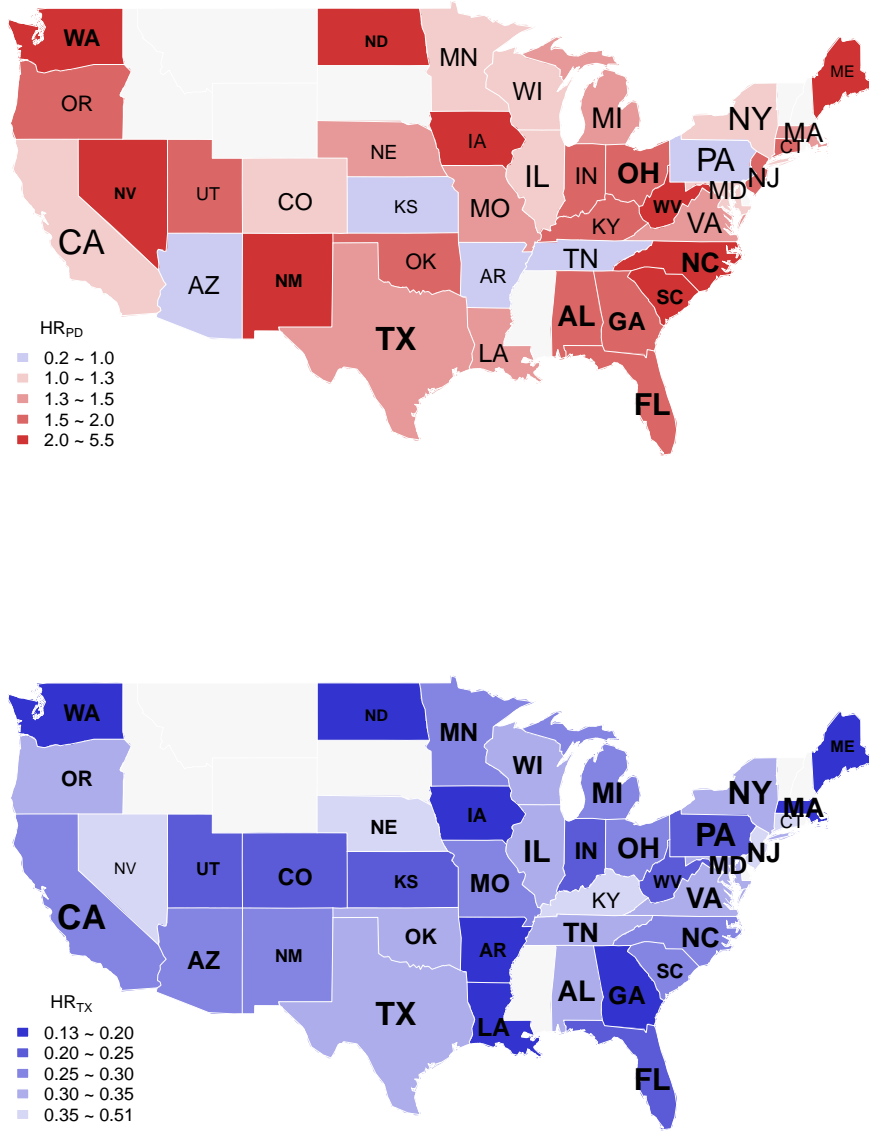 WA
ND
ME
MN
OR
WI
NY
MI
MA
CT
IA
NE
PA
NV
UT
IL
IN
OH
NJ
CO
KS
MO
MD
WV
VA
CA
KY
OK
TN
NC
AZ
NM
AR
SC
AL
GA
TX
LA
FL
HRPD
0.2 ~ 1.0
1.0 ~ 1.3
1.3 ~ 1.5
1.5 ~ 2.0
2.0 ~ 5.5
WA
ND
ME
MN
OR
WI
NY
MI
MA
CT
IA
NE
PA
NV
UT
IL
IN
OH
NJ
CO
KS
MO
MD
WV
VA
CA
KY
OK
TN
NC
AZ
NM
AR
SC
AL
GA
TX
LA
FL
HRTX
0.13 ~ 0.20
0.20 ~ 0.25
0.25 ~ 0.30
0.30 ~ 0.35
0.35 ~ 0.51